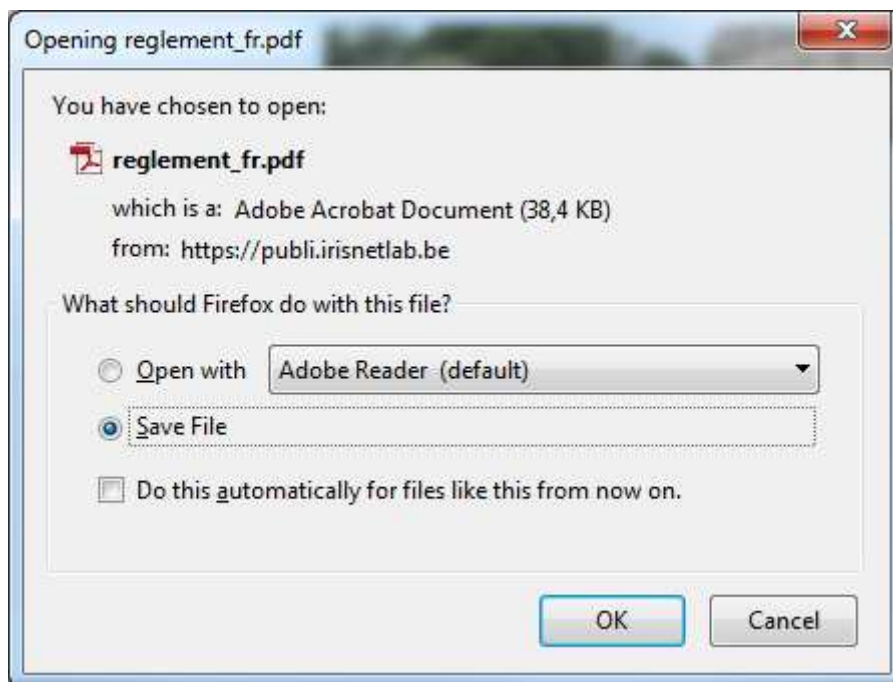 Opening reglement_fr.pdf
You have chosen to open:
reglement_fr.pdf
which is a: Adobe Acrobat Document (38,4 KB)
from: https://publi.irisnetlab.be
What should Firefox do with this file?
Open with Adobe Reader (default)
Save File
Do this automatically for files like this from now on.
OK Cancel